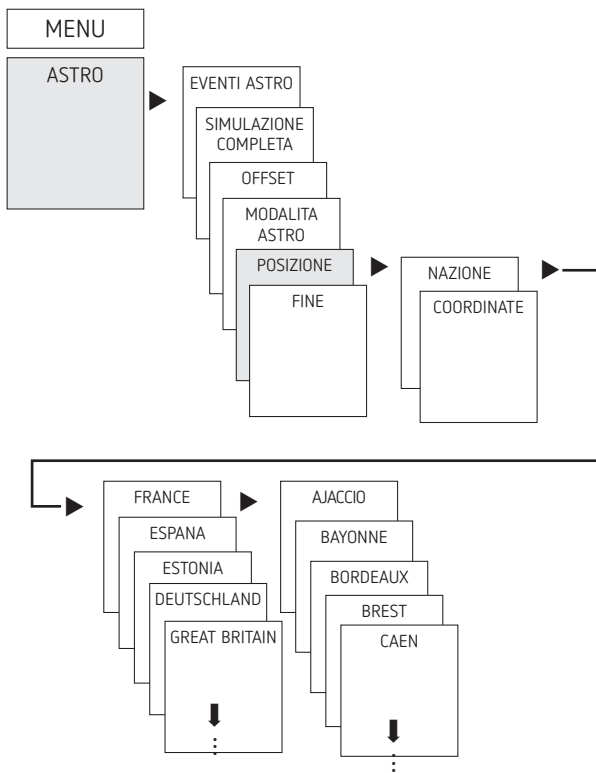 MENU
ASTRO
EVENTI ASTRO
SIMULAZIONE
COMPLETA
OFFSET
MODALITA
ASTRO
POSIZIONE
FINE
NAZIONE
COORDINATE
FRANCE
ESPANA
ESTONIA
DEUTSCHLAND
GREAT BRITAIN
AJACCIO
BAYONNE
BORDEAUX
BREST
CAEN